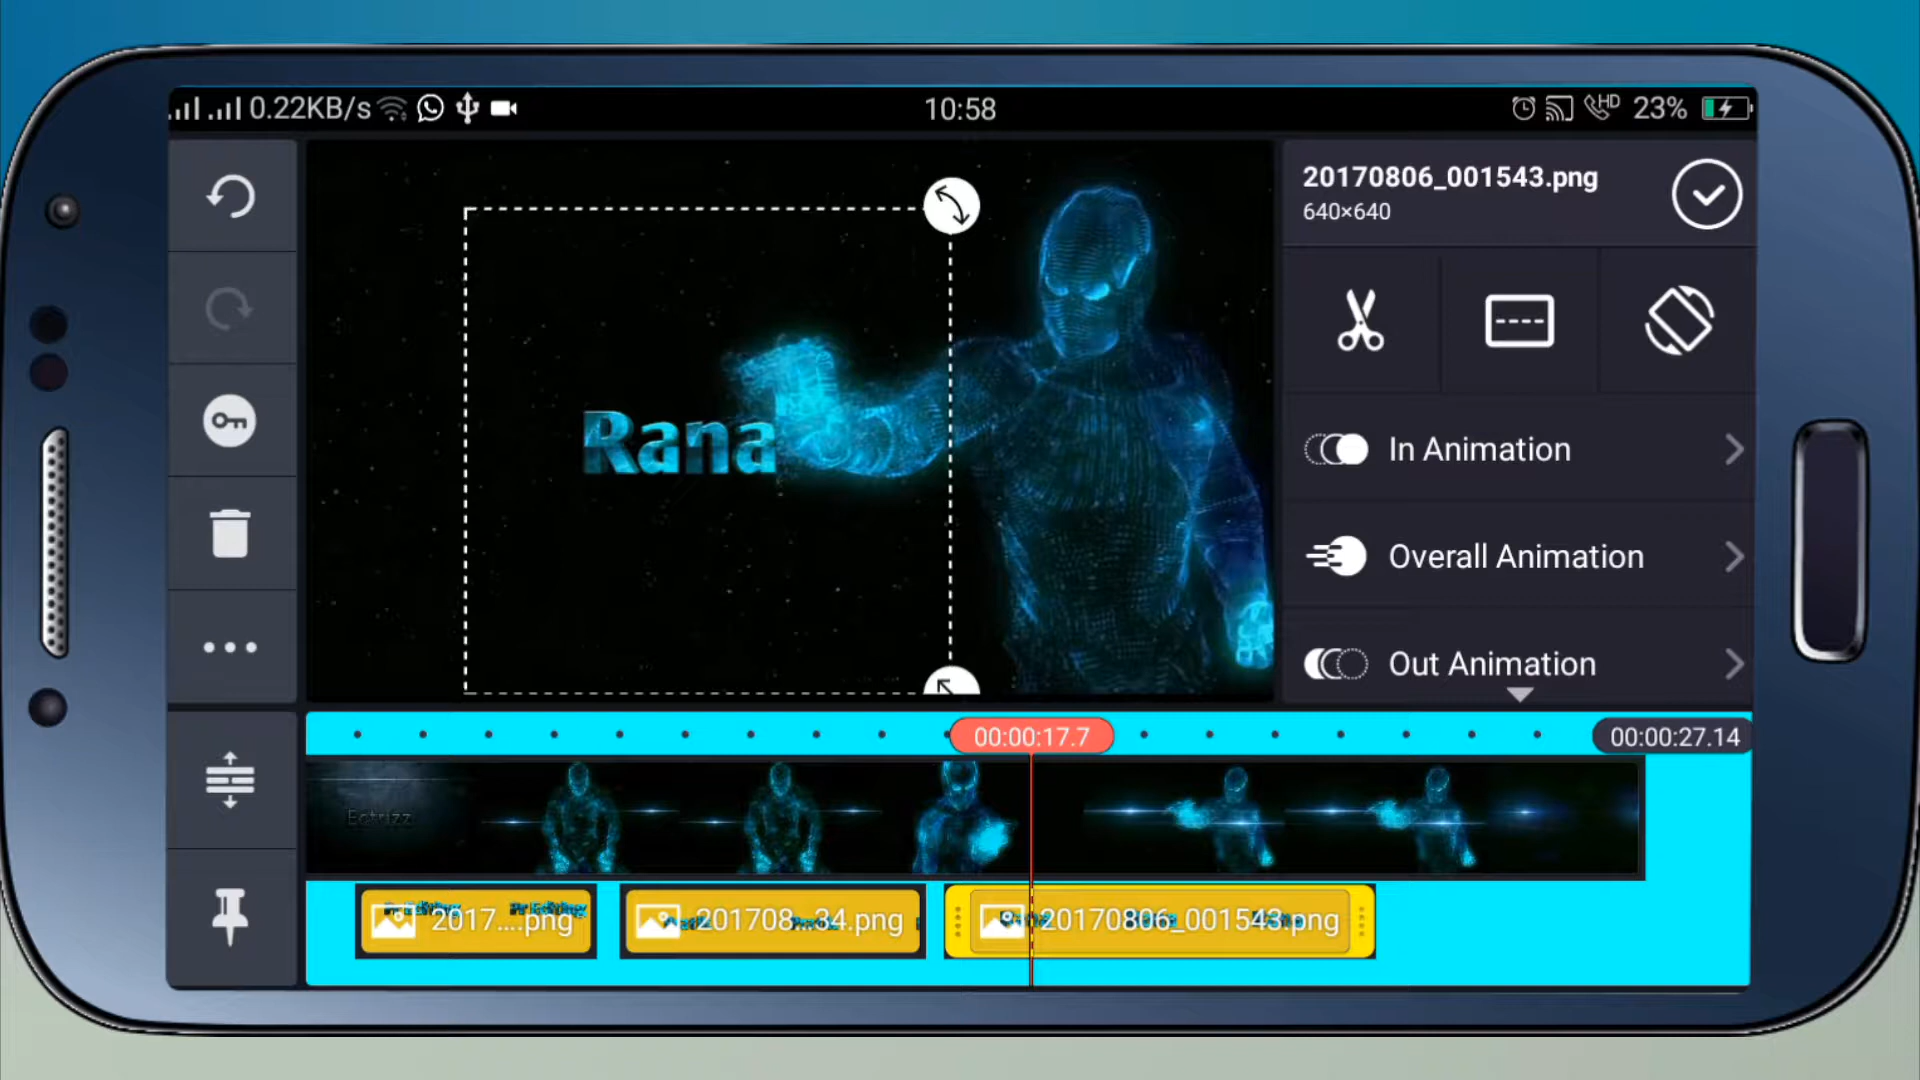 0.22KB/s
10:58
HD
23%
20170806_001543.png
640×640
Rana
In Animation
Overall Animation
Out Animation
00:00:17.7
00:00:27.14
2017....png
201708...34.png
20170806_001543.png